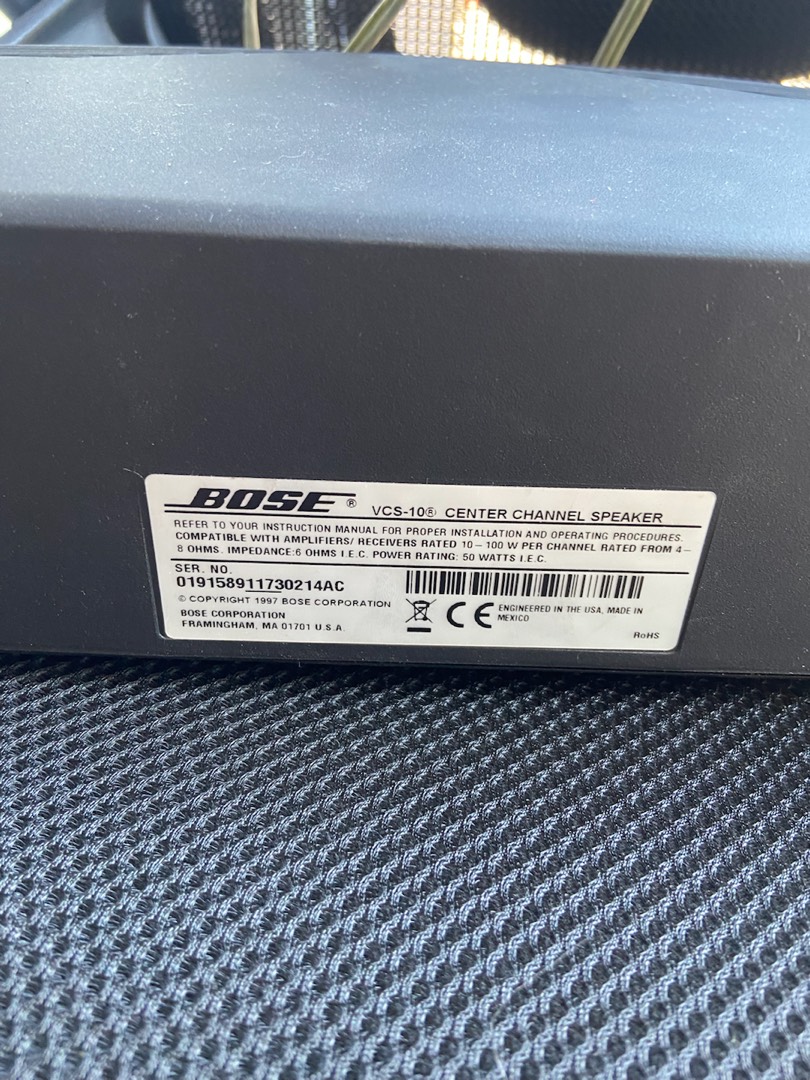 BOSE ® VCS-10® CENTER CHANNEL SPEAKER
REFER TO YOUR INSTRUCTION MANUAL FOR PROPER INSTALLATION AND OPERATING PROCEDURES.
COMPATIBLE WITH AMPLIFIERS/ RECEIVERS RATED 10-100 W PER CHANNEL RATED FROM 4-
8 OHMS. IMPEDANCE:6 OHMS I.E.C. POWER RATING: 50 WATTS I.E.C.
SER. NO.
019158911730214AC
© COPYRIGHT 1997 BOSE CORPORATION
BOSE CORPORATION
FRAMINGHAM, MA 01701 U.S.A.
CE
ENGINEERED IN THE USA, MADE IN
MEXICO
RoHS